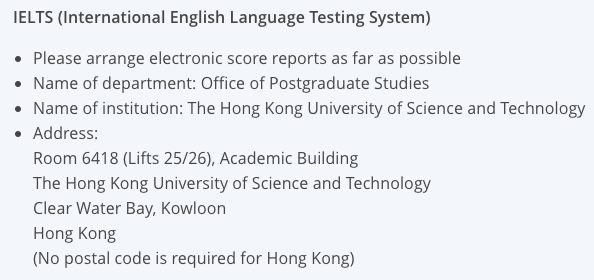 IELTS (International English Language Testing System)
• Please arrange electronic score reports as far as possible
• Name of department: Office of Postgraduate Studies
• Name of institution: The Hong Kong University of Science and Technology
• Address:
Room 6418 (Lifts 25/26), Academic Building
The Hong Kong University of Science and Technology
Clear Water Bay, Kowloon
Hong Kong
(No postal code is required for Hong Kong)